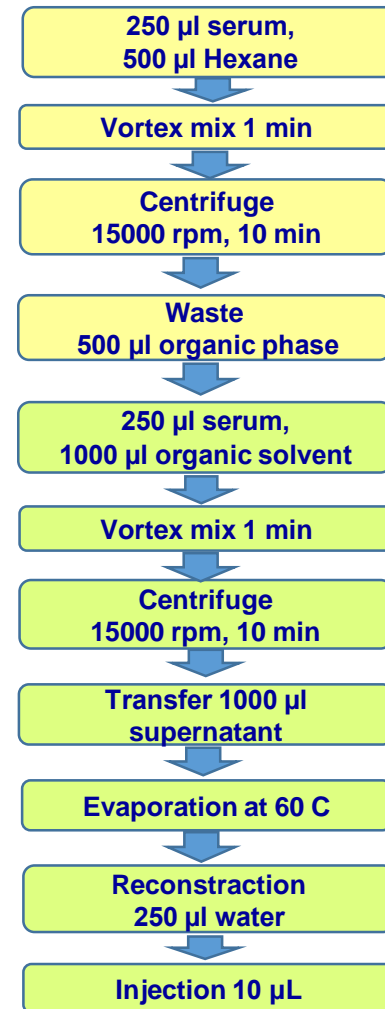 250 µl serum,
500 µl Hexane
Vortex mix 1 min
Centrifuge
15000 rpm, 10 min
Waste
500 µl organic phase
250 µl serum,
1000 µl organic solvent
Vortex mix 1 min
Centrifuge
15000 rpm, 10 min
Transfer 1000 µl
supernatant
Evaporation at 60 C
Reconstraction
250 µl water
Injection 10 µL